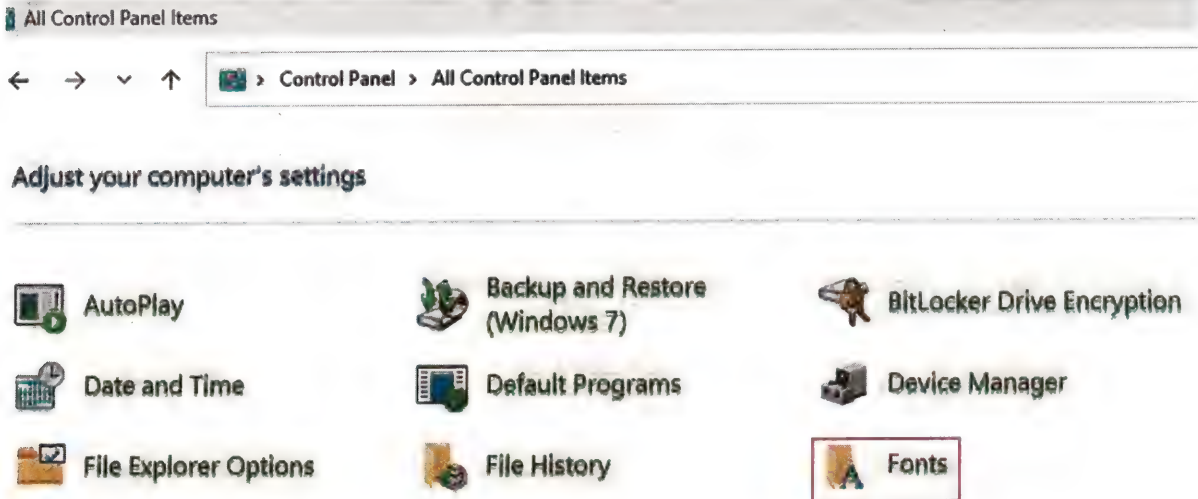 All Control Panel Items
Control Panel > All Control Panel Items
Adjust your computer's settings
AutoPlay
Backup and Restore
(Windows 7)
BitLocker Drive Encryption
Date and Time
Default Programs
Device Manager
File Explorer Options
File History
Fonts